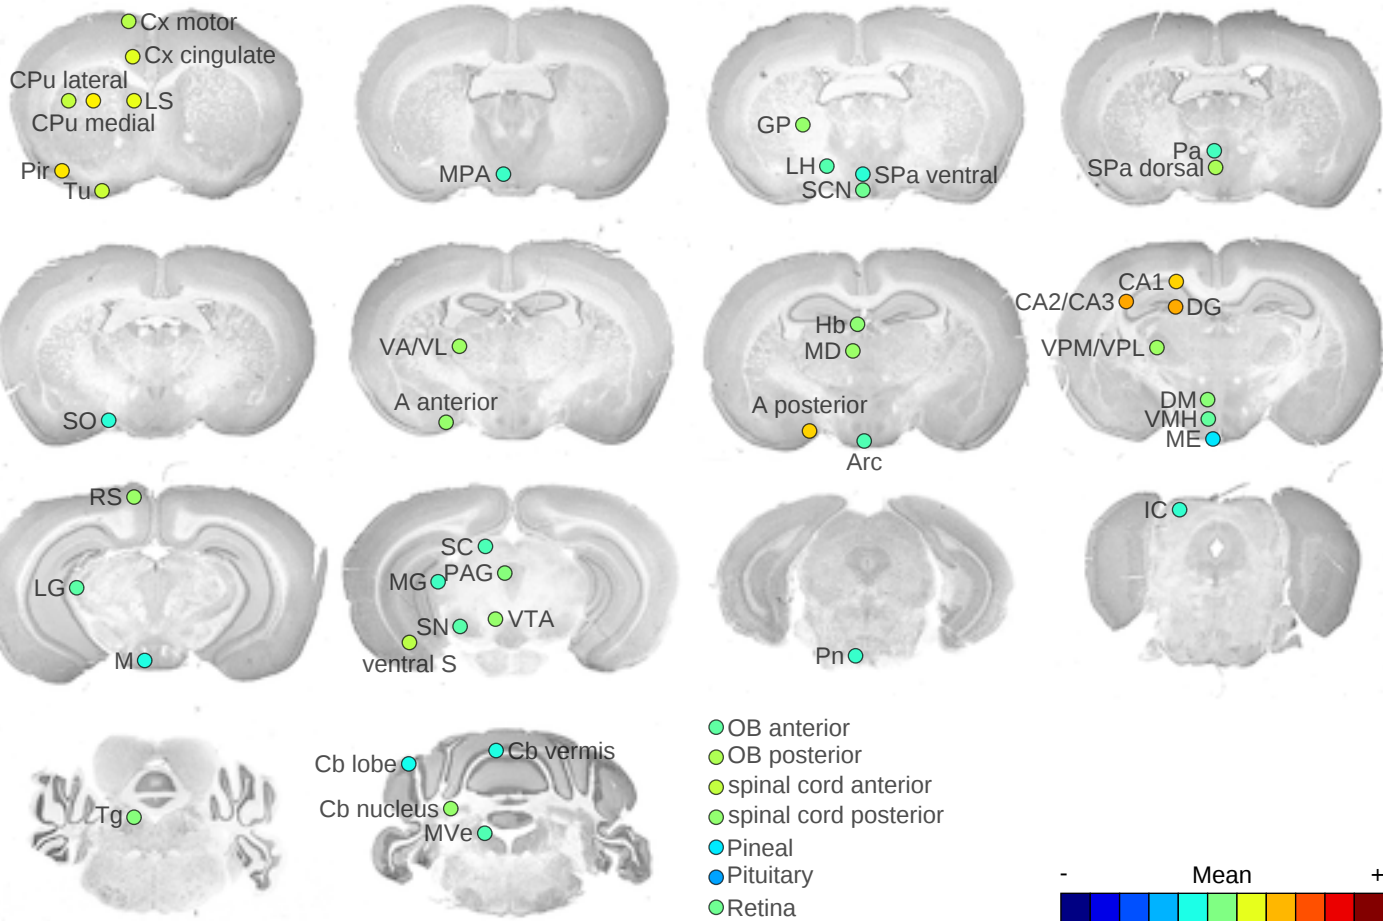 Cx motor
Cx cingulate
CPu lateral
LS
CPu medial
Pir
Tu
MPA
GP
LH
SPa ventral
SCN
Pa
SPa dorsal
SO
VA/VL
A anterior
Hb
MD
A posterior
Arc
CA1
CA2/CA3
DG
VPM/VPL
DM
VMH
ME
RS
LG
M
SC
MG
PAG
SN
VTA
ventral S
Pn
IC
Tg
Cb lobe
Cb vermis
Cb nucleus
MVe
OB anterior
OB posterior
spinal cord anterior
spinal cord posterior
Pineal
Pituitary
Retina
- Mean +